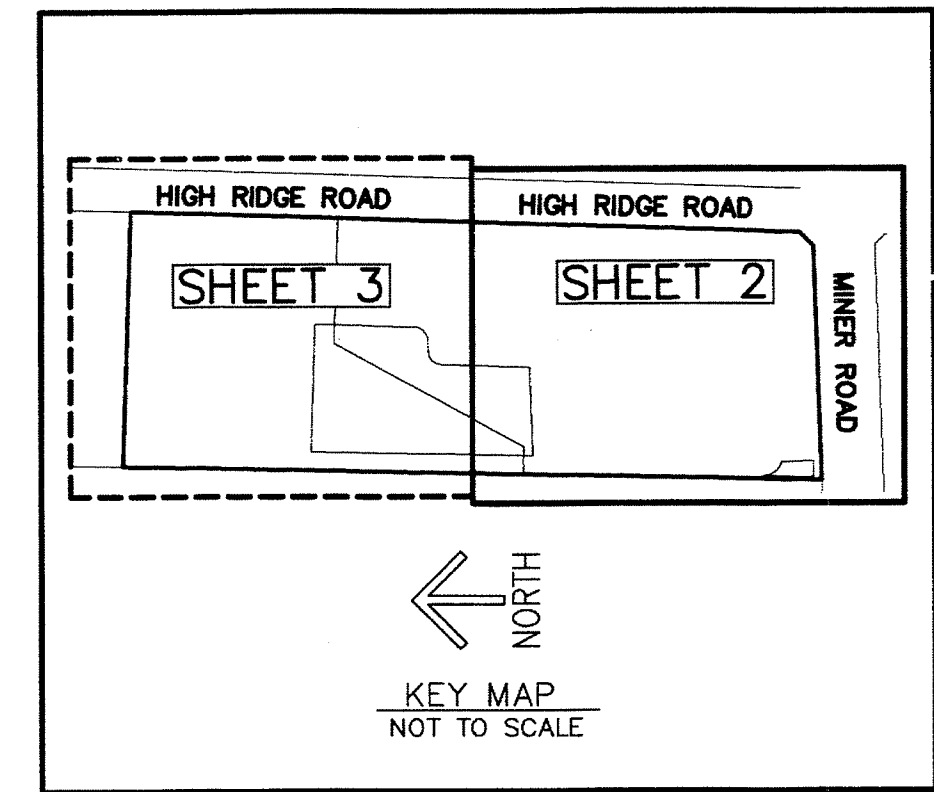 HIGH RIDGE ROAD
HIGH RIDGE ROAD
SHEET 3
SHEET 2
MINER ROAD
NORTH
KEY MAP
NOT TO SCALE